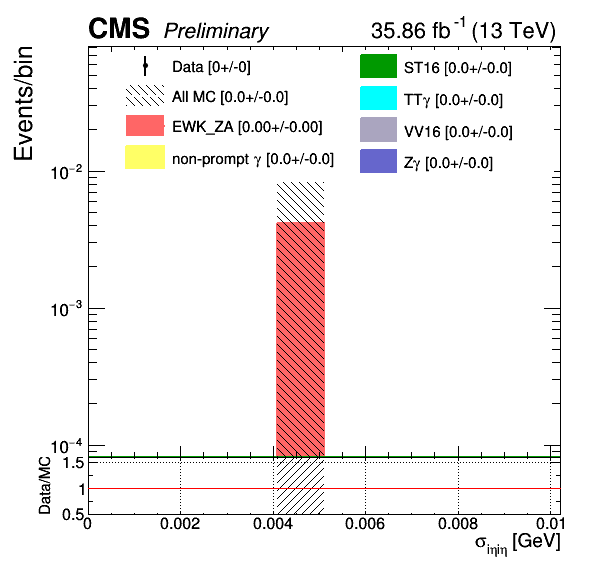 CMS Preliminary 35.86 fb⁻¹ (13 TeV)
Events/bin
Data [0+/-0]
All MC [0.0+/-0.0]
EWK_ZA [0.00+/-0.00]
non-prompt γ [0.0+/-0.0]
ST16 [0.0+/-0.0]
TTγ [0.0+/-0.0]
VV16 [0.0+/-0.0]
Zγ [0.0+/-0.0]
10⁻²
10⁻³
10⁻⁴
Data/MC
1.5
1
0.5
0 0.002 0.004 0.006 0.008 0.01
σiηiη [GeV]